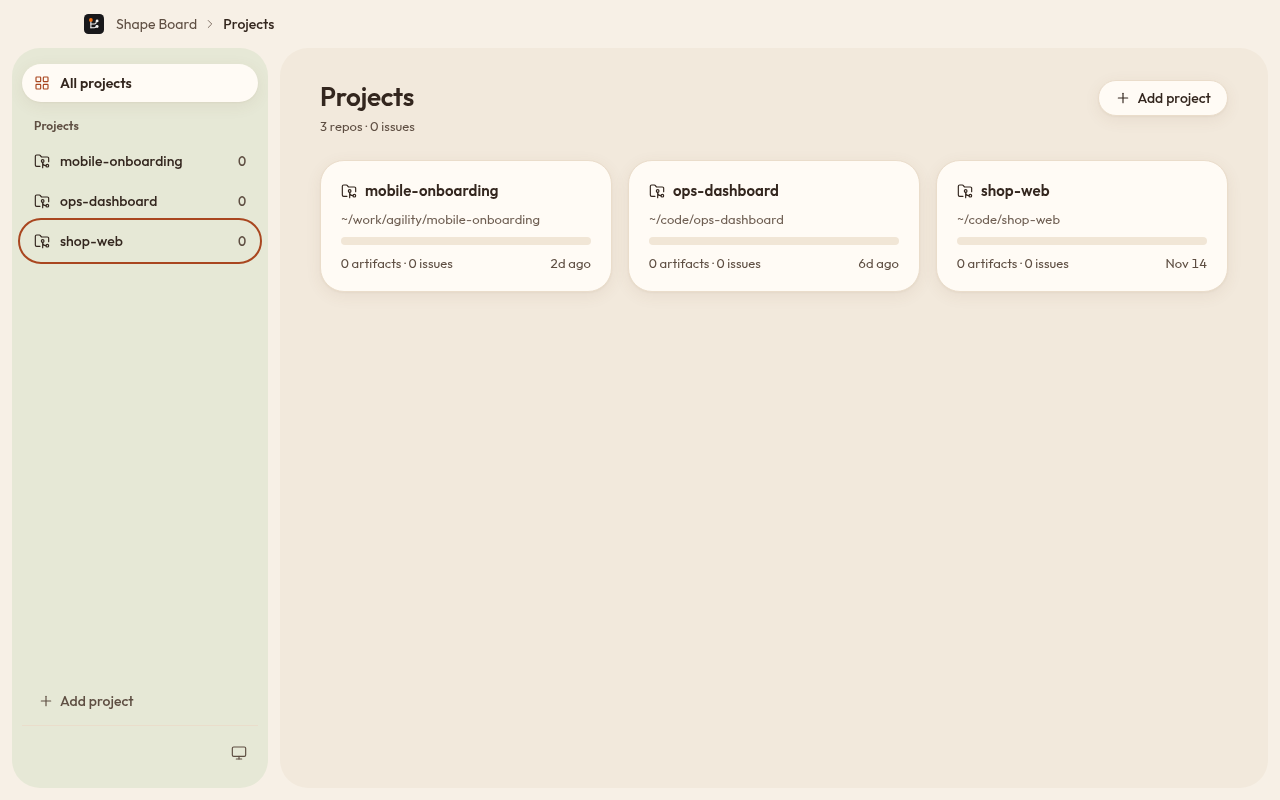 Shape Board > Projects
All projects
Projects
mobile-onboarding 0
ops-dashboard 0
shop-web 0
Add project
Projects
3 repos · 0 issues
Add project
mobile-onboarding
~/work/agility/mobile-onboarding
0 artifacts · 0 issues 2d ago
ops-dashboard
~/code/ops-dashboard
0 artifacts · 0 issues 6d ago
shop-web
~/code/shop-web
0 artifacts · 0 issues Nov 14